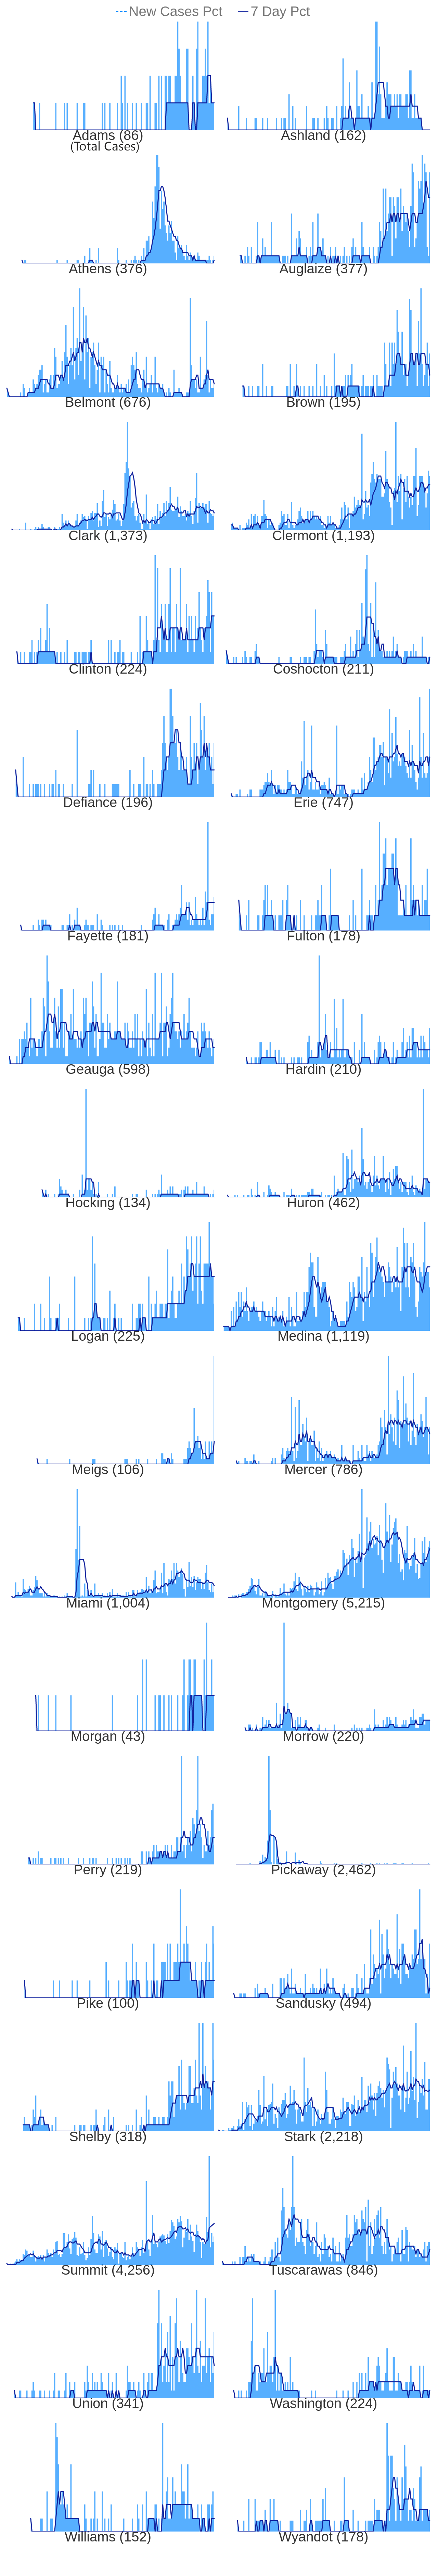 New Cases Pct 7 Day Pct
Adams (86) Ashland (162)
(Total Cases)
Athens (376) Auglaize (377)
Belmont (676) Brown (195)
Clark (1,373) Clermont (1,193)
Clinton (224) Coshocton (211)
Defiance (196) Erie (747)
Fayette (181) Fulton (178)
Geauga (598) Hardin (210)
Hocking (134) Huron (462)
Logan (225) Medina (1,119)
Meigs (106) Mercer (786)
Miami (1,004) Montgomery (5,215)
Morgan (43) Morrow (220)
Perry (219) Pickaway (2,462)
Pike (100) Sandusky (494)
Shelby (318) Stark (2,218)
Summit (4,256) Tuscarawas (846)
Union (341) Washington (224)
Williams (152) Wyandot (178)